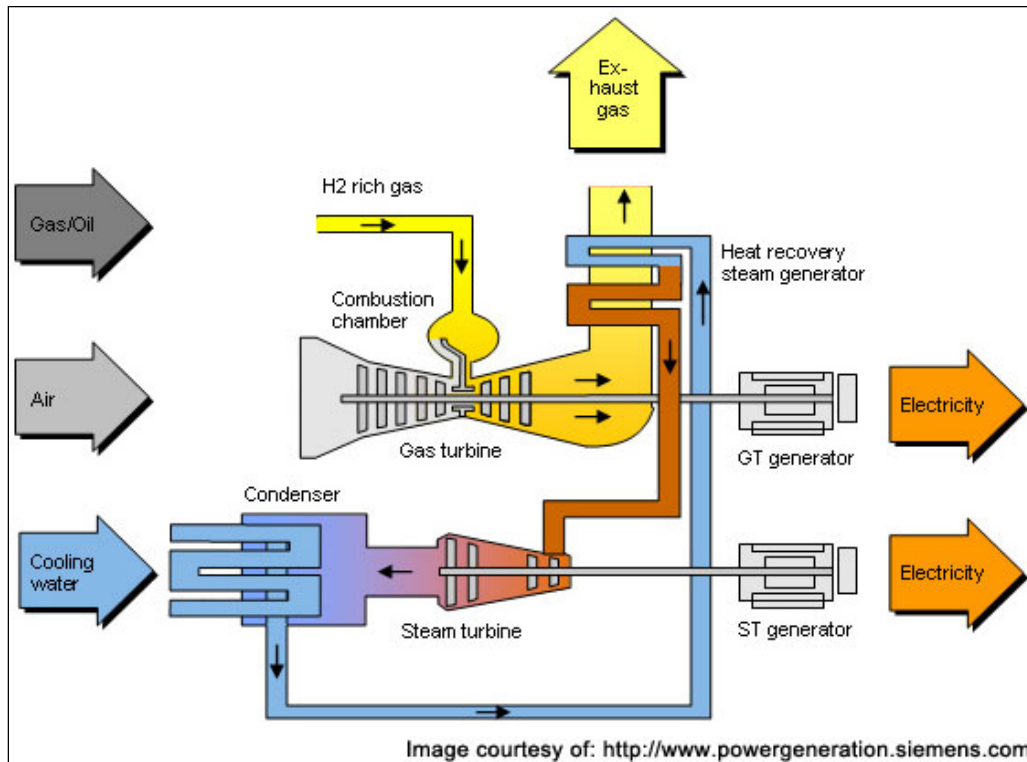 Ex-
haust
gas
H2 rich gas
Gas/Oil
Heat recovery
steam generator
Combustion
chamber
Air
Electricity
Gas turbine
GT generator
Condenser
Cooling
water
Electricity
Steam turbine
ST generator
Image courtesy of: http://www.powergeneration.siemens.com